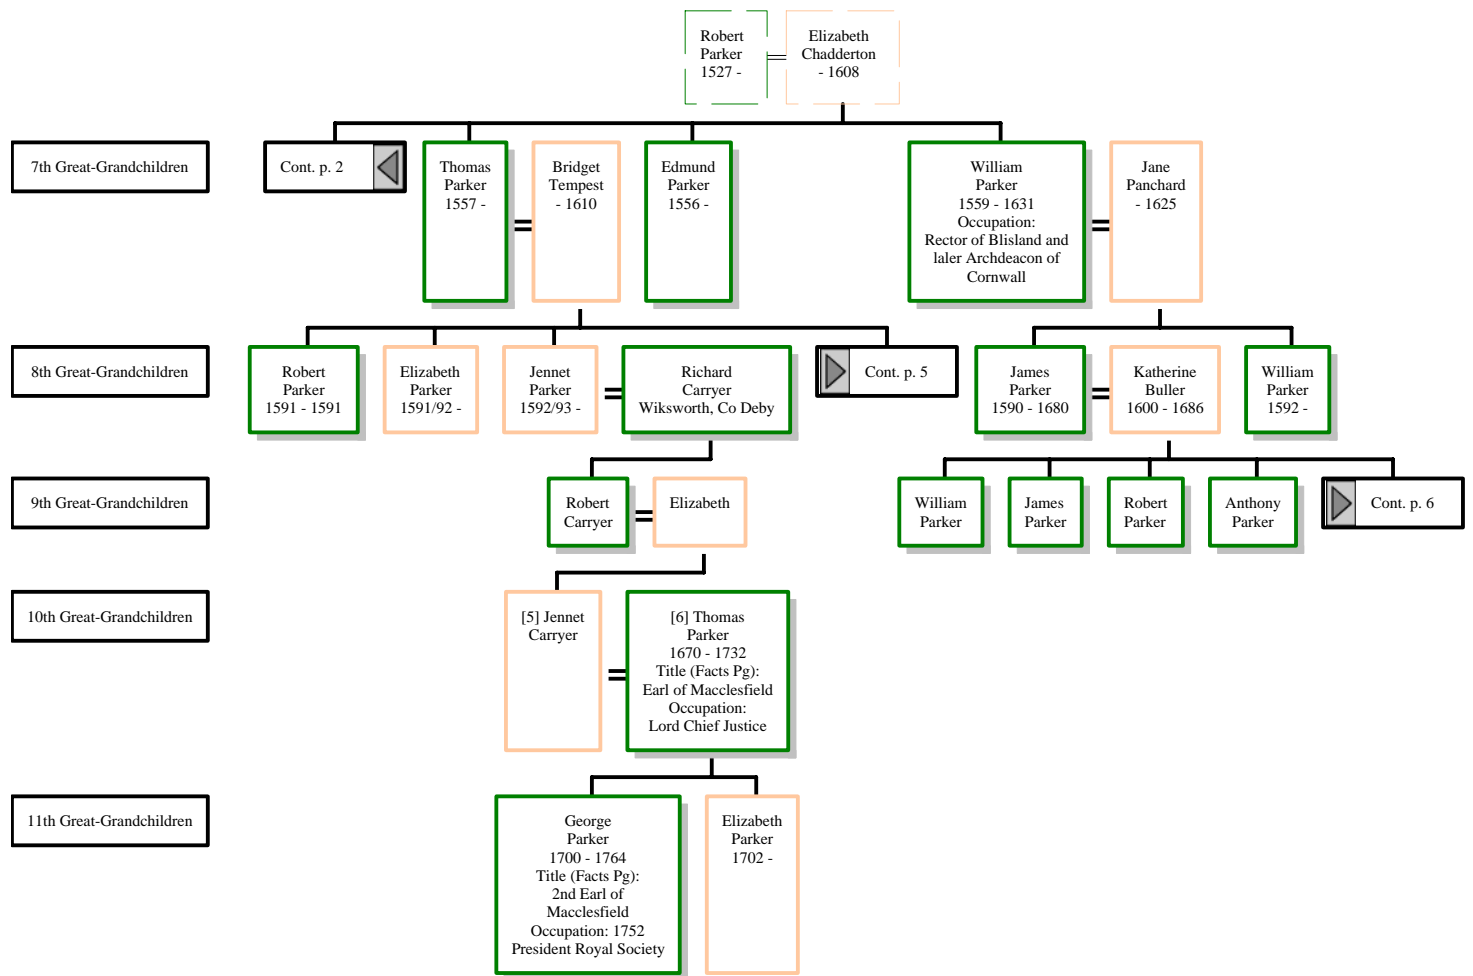 Robert
Parker
1527 -
Elizabeth
Chadderton
- 1608
7th Great-Grandchildren
Cont. p. 2
Thomas
Parker
1557 -
Bridget
Tempest
- 1610
Edmund
Parker
1556 -
William
Parker
1559 - 1631
Occupation:
Rector of Blisland and
laler Archdeacon of
Cornwall
Jane
Panchard
- 1625
8th Great-Grandchildren
Robert
Parker
1591 - 1591
Elizabeth
Parker
1591/92 -
Jennet
Parker
1592/93 -
Richard
Carryer
Wiksworth, Co Deby
Cont. p. 5
James
Parker
1590 - 1680
Katherine
Buller
1600 - 1686
William
Parker
1592 -
9th Great-Grandchildren
Robert
Carryer
Elizabeth
William
Parker
James
Parker
Robert
Parker
Anthony
Parker
Cont. p. 6
10th Great-Grandchildren
[5] Jennet
Carryer
[6] Thomas
Parker
1670 - 1732
Title (Facts Pg):
Earl of Macclesfield
Occupation:
Lord Chief Justice
11th Great-Grandchildren
George
Parker
1700 - 1764
Title (Facts Pg):
2nd Earl of
Macclesfield
Occupation: 1752
President Royal Society
Elizabeth
Parker
1702 -